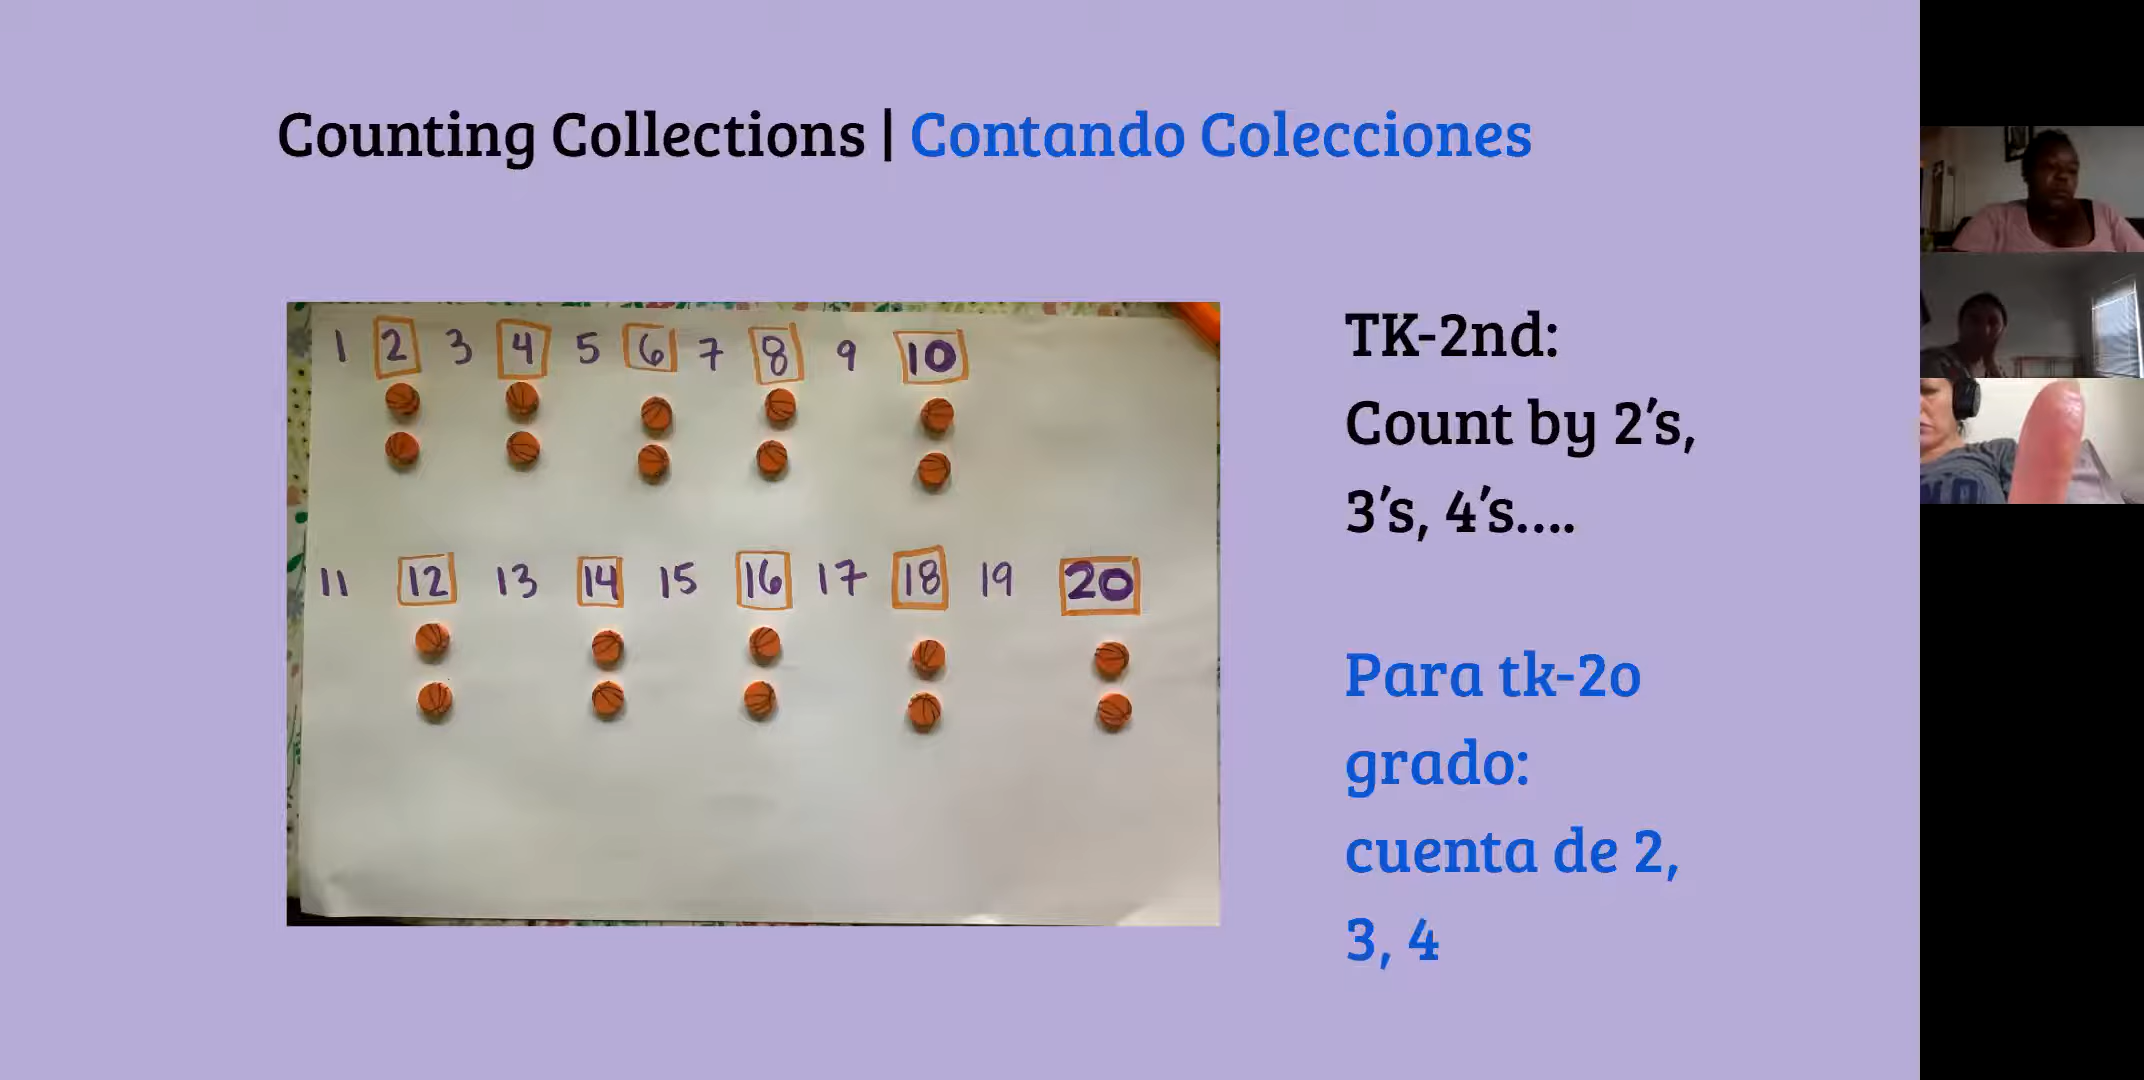 Counting Collections | Contando Colecciones
1 2 3 4 5 6 7 8 9 10
11 12 13 14 15 16 17 18 19 20
TK-2nd:
Count by 2's,
3's, 4's....
Para tk-2o
grado:
cuenta de 2,
3, 4